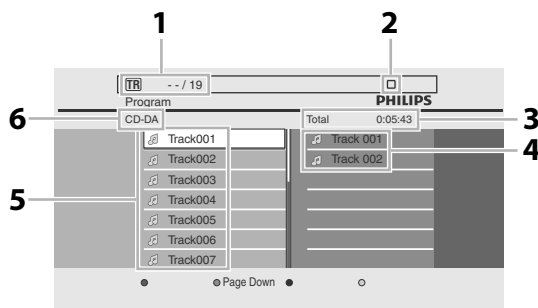 1 2
TR - - / 19
Program PHILIPS
6 CD-DA Total 0:05:43 3
Track001 Track 001
Track002 Track 002 4
Track003
Track004
5 Track005
Track006
Track007
Page Down